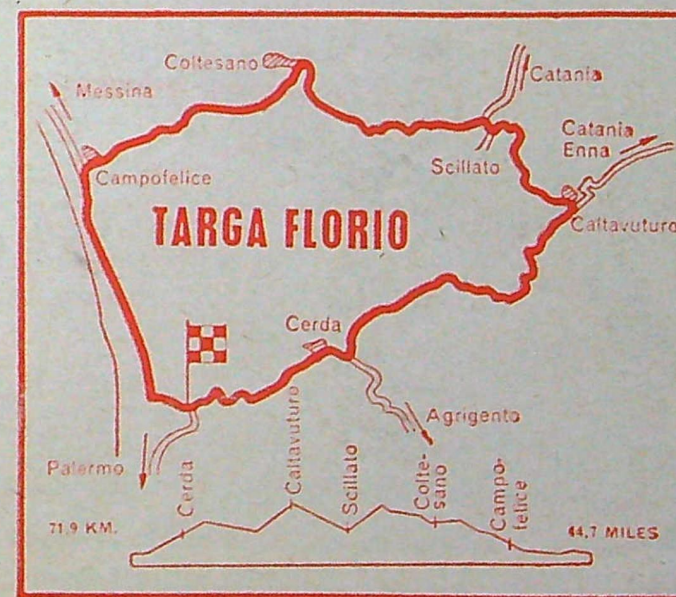 Coltesano
Messina
Catania
Catania
Enna
Scillato
Campofelice
Caltavuturo
TARGA FLORIO
Cerda
Agrigento
Palermo
Cerda
Caltavuturo
Scillato
Colte-
sano
Campo-
felice
71,9 KM.
44,7 MILES